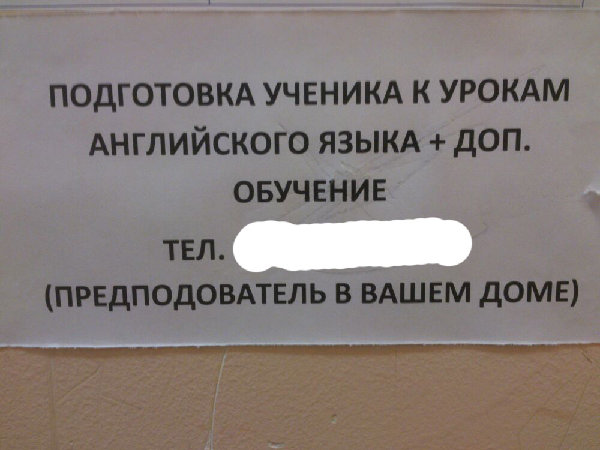 ПОДГОТОВКА УЧЕНИКА К УРОКАМ
АНГЛИЙСКОГО ЯЗЫКА + ДОП.
ОБУЧЕНИЕ
ТЕЛ.
(ПРЕДПОДОВАТЕЛЬ В ВАШЕМ ДОМЕ)